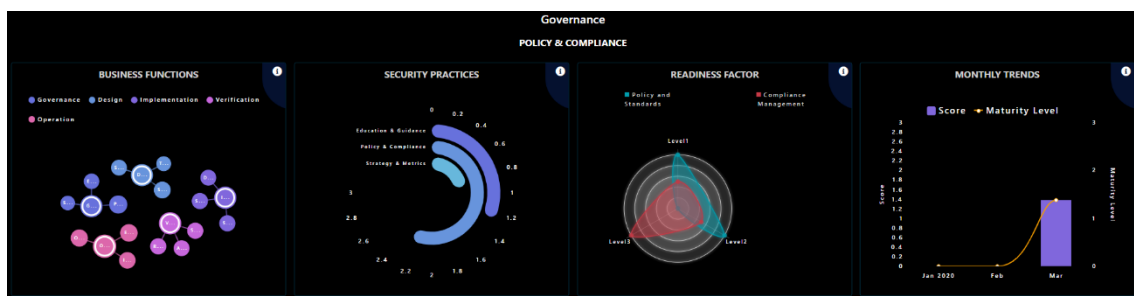 Governance
POLICY & COMPLIANCE
BUSINESS FUNCTIONS
Governance Design Implementation Verification
Operation
SECURITY PRACTICES
0
0.2
0.4
0.6
0.8
1
1.2
1.4
1.6
1.8
2
2.2
2.4
2.6
2.8
3
Education & Guidance
Policy & Compliance
Strategy & Metrics
READINESS FACTOR
Policy and
Standards
Compliance
Management
Level1
Level2
Level3
MONTHLY TRENDS
Score Maturity Level
3
2.8
2.6
2.4
2.2
2
1.8
1.6
1.4
1.2
1
0.8
0.6
0.4
0.2
0
Score
3
2
1
0
Maturity Level
Jan 2020 Feb Mar